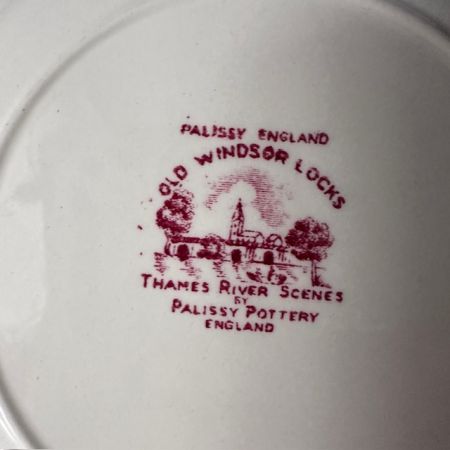 PALISSY ENGLAND
OLD WINDSOR LOCKS
THAMES RIVER SCENES
BY
PALISSY POTTERY
ENGLAND